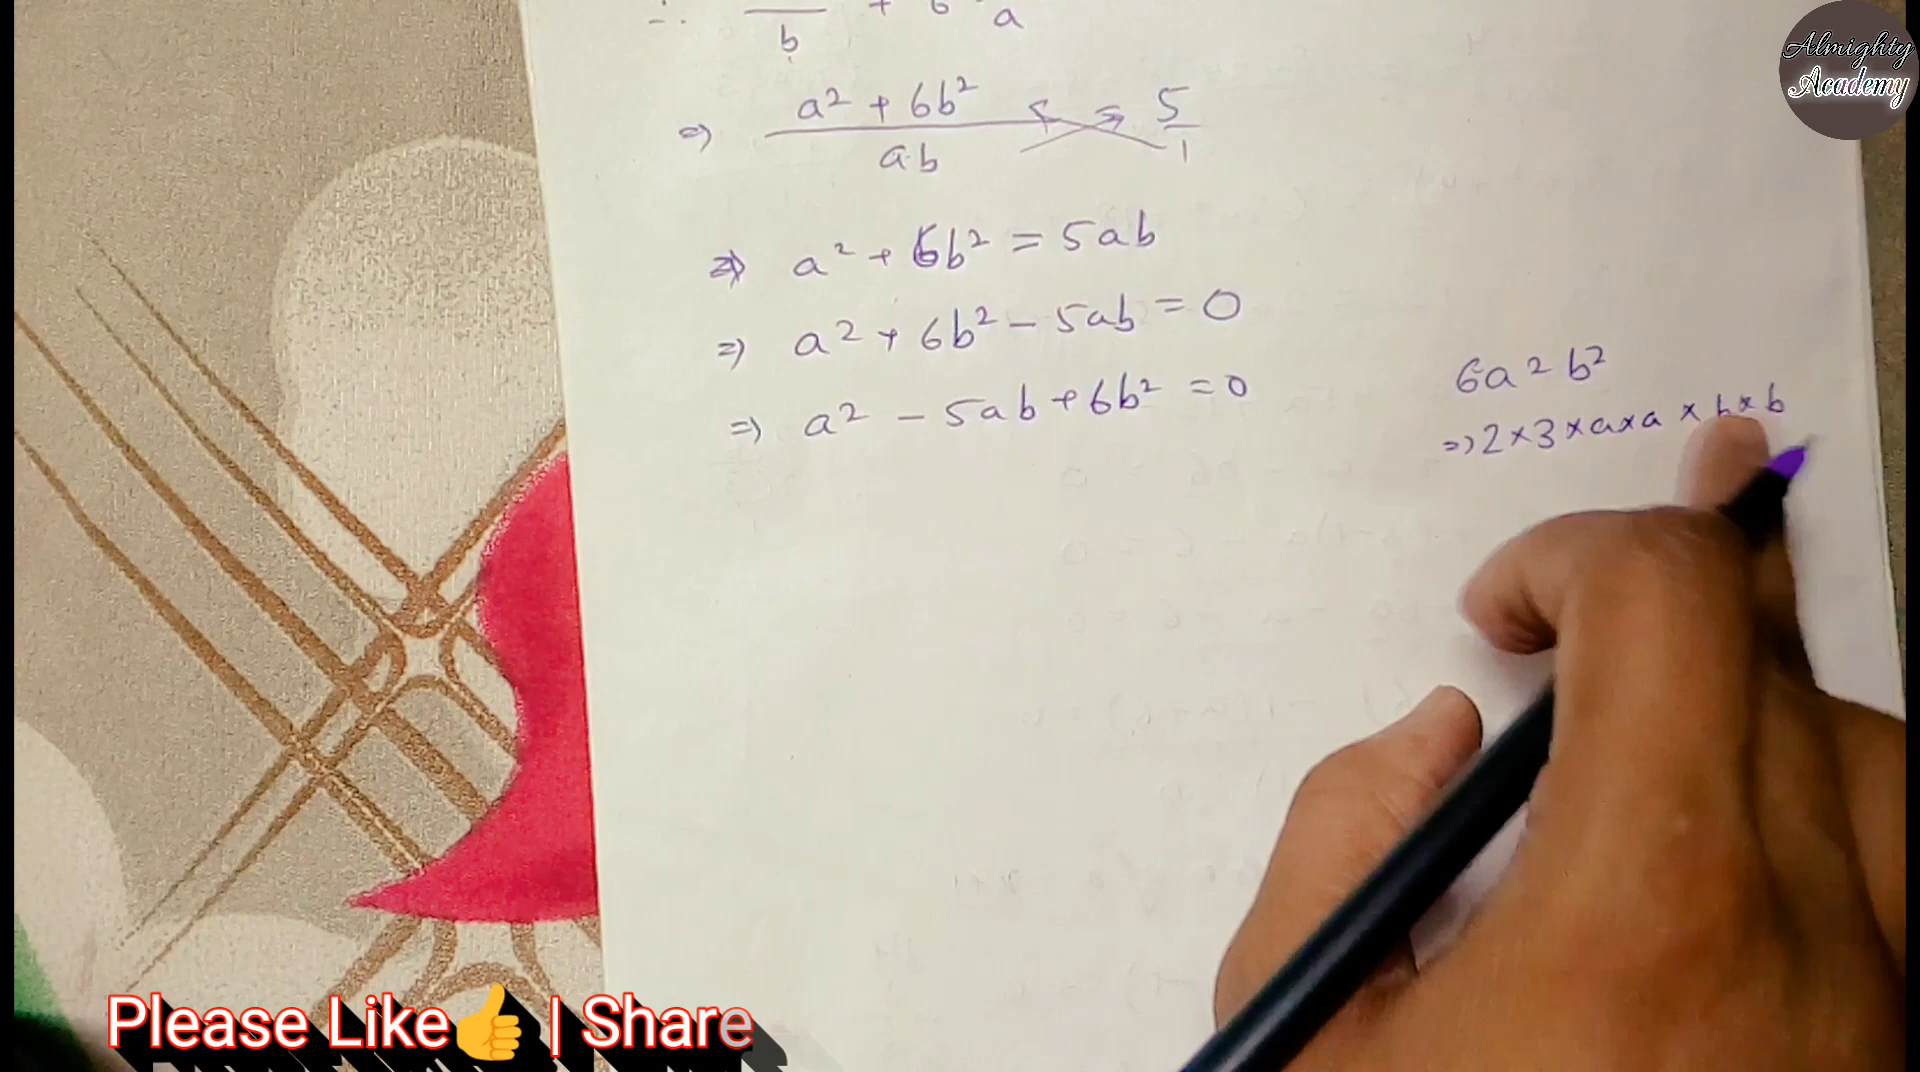 ∴ — + 6 a
b
⇒ a² + 6b² / ab = 5 / 1
⇒ a² + 6b² = 5ab
⇒ a² + 6b² - 5ab = 0
⇒ a² - 5ab + 6b² = 0
6a²b²
⇒ 2 × 3 × a × a × b × b
Almighty
Academy
Please Like👍 | Share